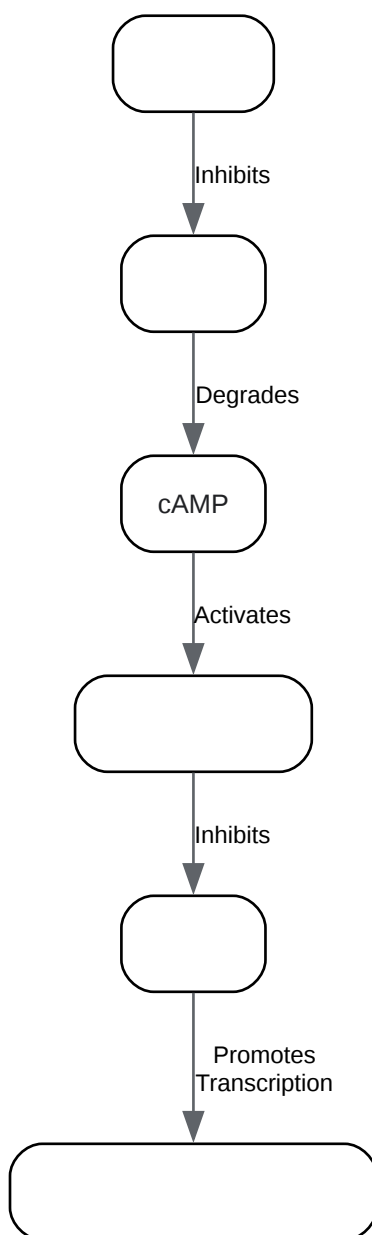 Inhibits
Degrades
cAMP
Activates
Inhibits
Promotes
Transcription